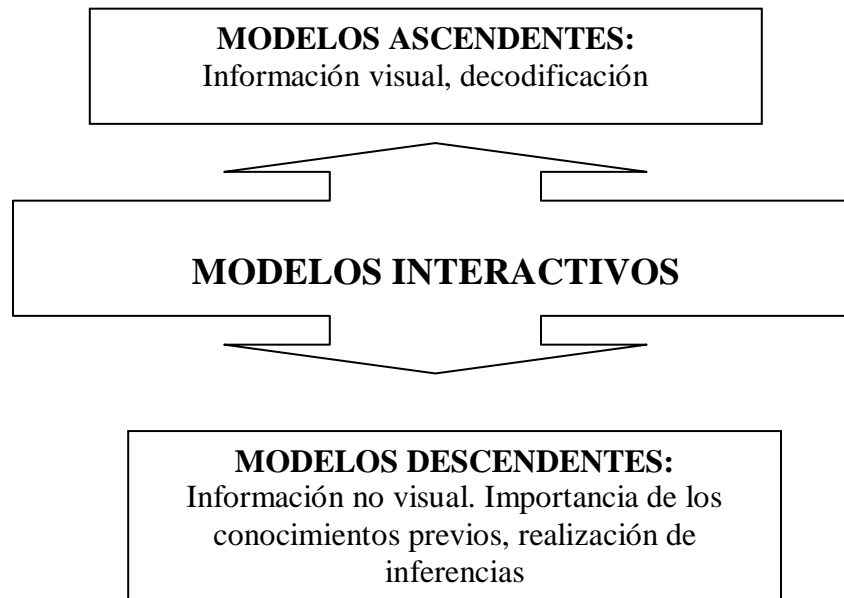 MODELOS ASCENDENTES:
Información visual, decodificación
MODELOS INTERACTIVOS
MODELOS DESCENDENTES:
Información no visual. Importancia de los
conocimientos previos, realización de
inferencias